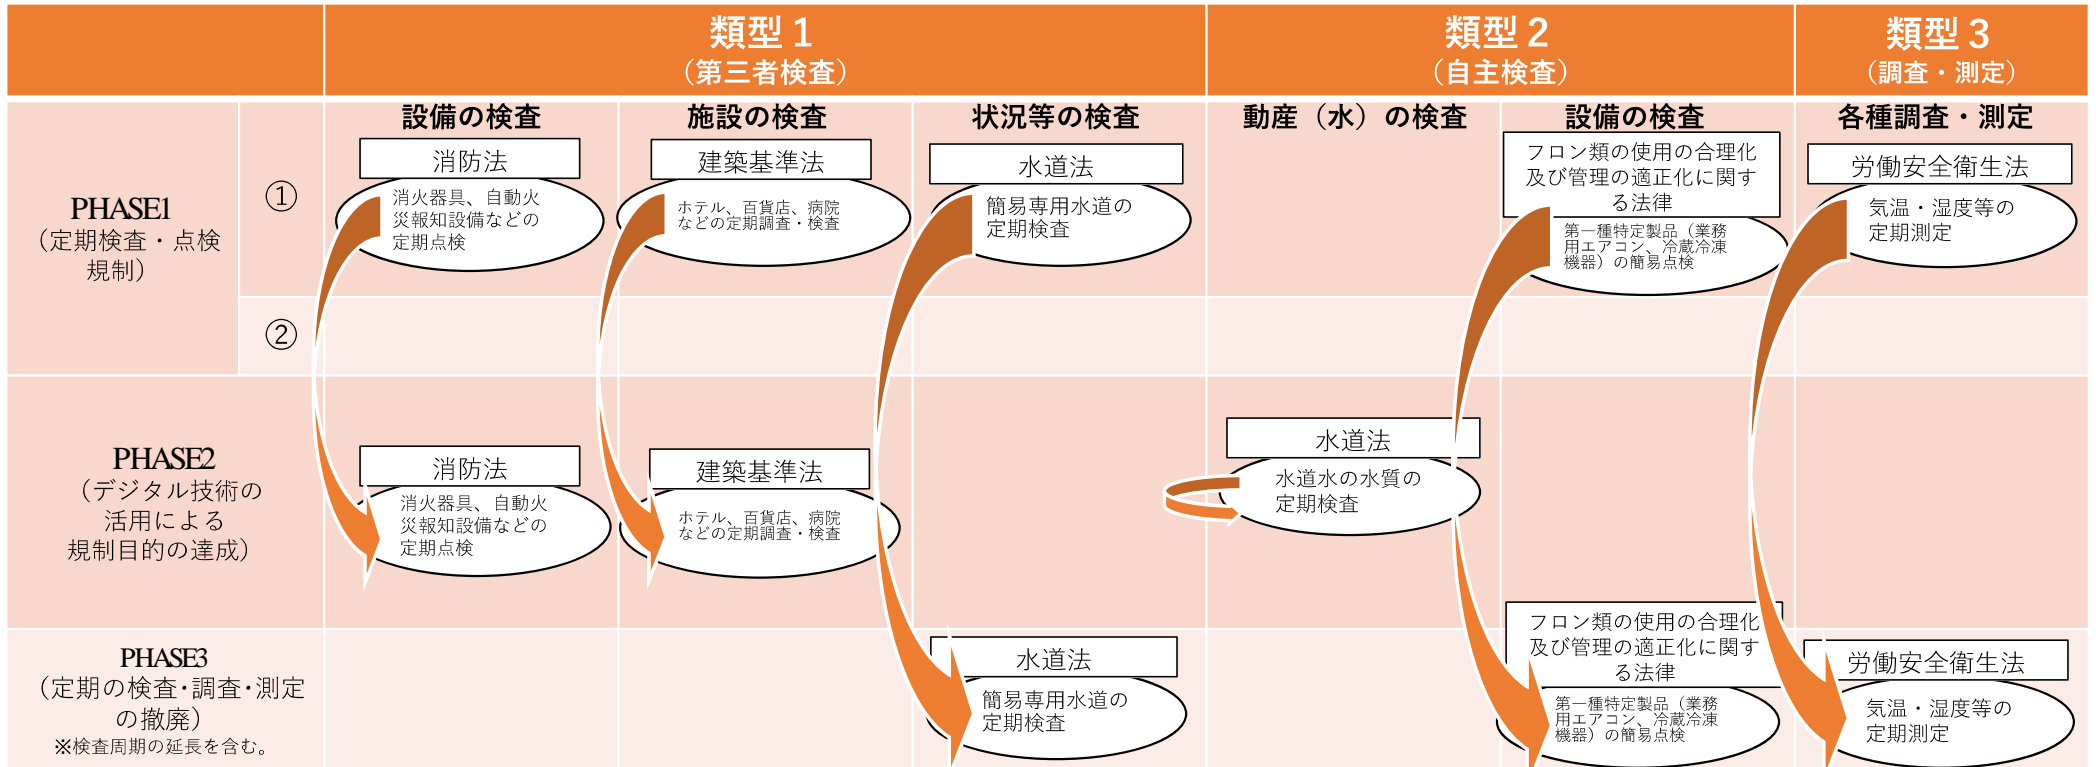 類型１
（第三者検査）
類型２
（自主検査）
類型３
（調査・測定）
PHASE1
（定期検査・点検
規制）
①
②
設備の検査
消防法
消火器具、自動火
災報知設備などの
定期点検
施設の検査
建築基準法
ホテル、百貨店、病院
などの定期調査・検査
状況等の検査
水道法
簡易専用水道の
定期検査
動産（水）の検査
設備の検査
フロン類の使用の合理化
及び管理の適正化に関す
る法律
第一種特定製品（業務
用エアコン、冷蔵冷凍
機器）の簡易点検
各種調査・測定
労働安全衛生法
気温・湿度等の
定期測定
PHASE2
（デジタル技術の
活用による
規制目的の達成）
消防法
消火器具、自動火
災報知設備などの
定期点検
建築基準法
ホテル、百貨店、病院
などの定期調査・検査
水道法
水道水の水質の
定期検査
PHASE3
（定期の検査・調査・測定
の撤廃）
※検査周期の延長を含む。
水道法
簡易専用水道の
定期検査
フロン類の使用の合理化
及び管理の適正化に関す
る法律
第一種特定製品（業務
用エアコン、冷蔵冷凍
機器）の簡易点検
労働安全衛生法
気温・湿度等の
定期測定